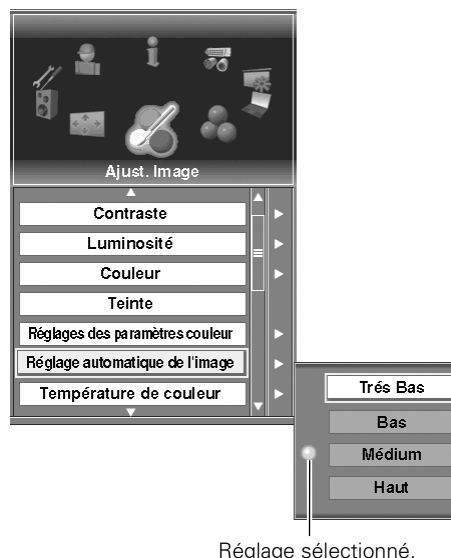 Ajust. Image
Contraste
Luminosité
Couleur
Teinte
Réglages des paramètres couleur
Réglage automatique de l'image
Température de couleur
Trés Bas
Bas
Médium
Haut
Réglage sélectionné.